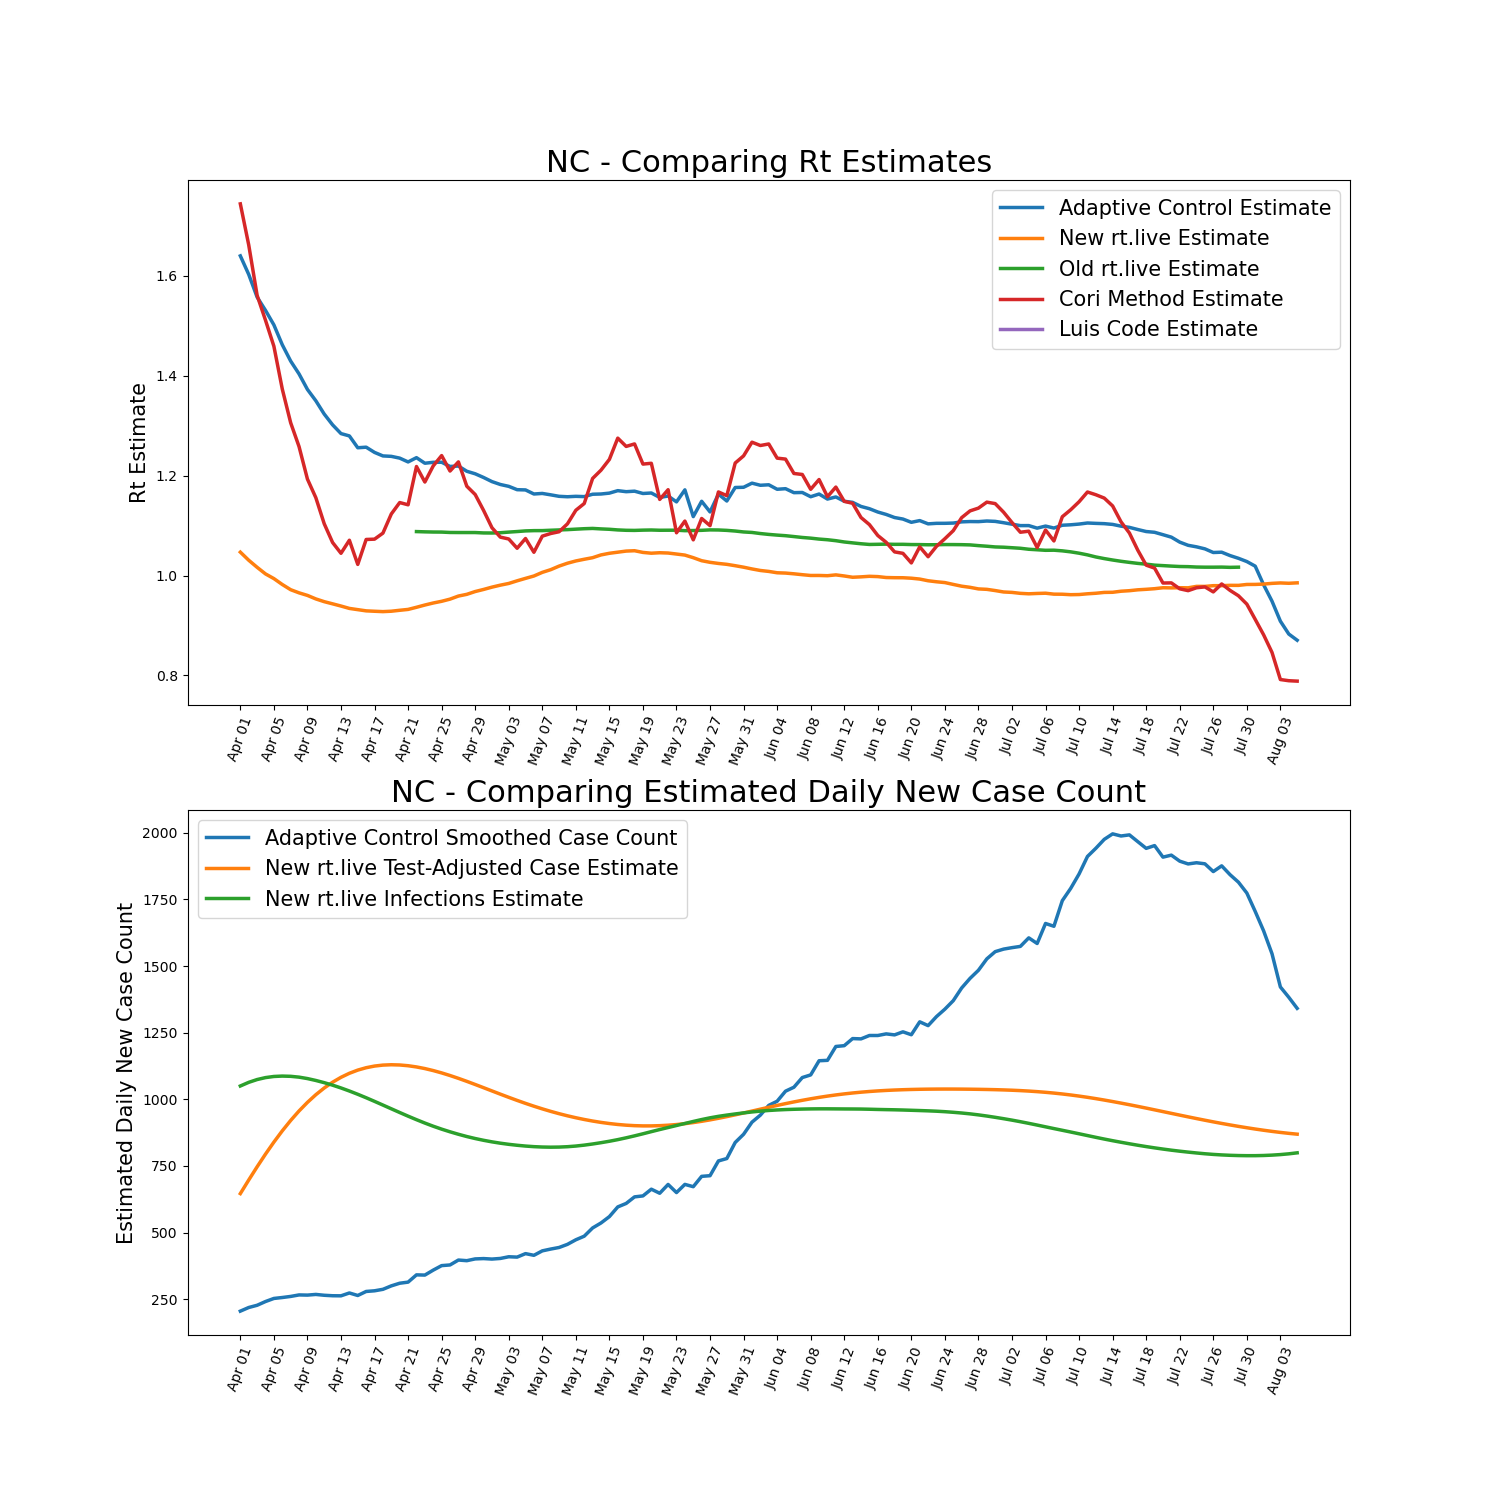 NC - Comparing Rt Estimates
Rt Estimate
1.6
1.4
1.2
1.0
0.8
Adaptive Control Estimate
New rt.live Estimate
Old rt.live Estimate
Cori Method Estimate
Luis Code Estimate
Apr 01 Apr 05 Apr 09 Apr 13 Apr 17 Apr 21 Apr 25 Apr 29 May 03 May 07 May 11 May 15 May 19 May 23 May 27 May 31 Jun 04 Jun 08 Jun 12 Jun 16 Jun 20 Jun 24 Jun 28 Jul 02 Jul 06 Jul 10 Jul 14 Jul 18 Jul 22 Jul 26 Jul 30 Aug 03
NC - Comparing Estimated Daily New Case Count
Estimated Daily New Case Count
2000
1750
1500
1250
1000
750
500
250
Adaptive Control Smoothed Case Count
New rt.live Test-Adjusted Case Estimate
New rt.live Infections Estimate
Apr 01 Apr 05 Apr 09 Apr 13 Apr 17 Apr 21 Apr 25 Apr 29 May 03 May 07 May 11 May 15 May 19 May 23 May 27 May 31 Jun 04 Jun 08 Jun 12 Jun 16 Jun 20 Jun 24 Jun 28 Jul 02 Jul 06 Jul 10 Jul 14 Jul 18 Jul 22 Jul 26 Jul 30 Aug 03